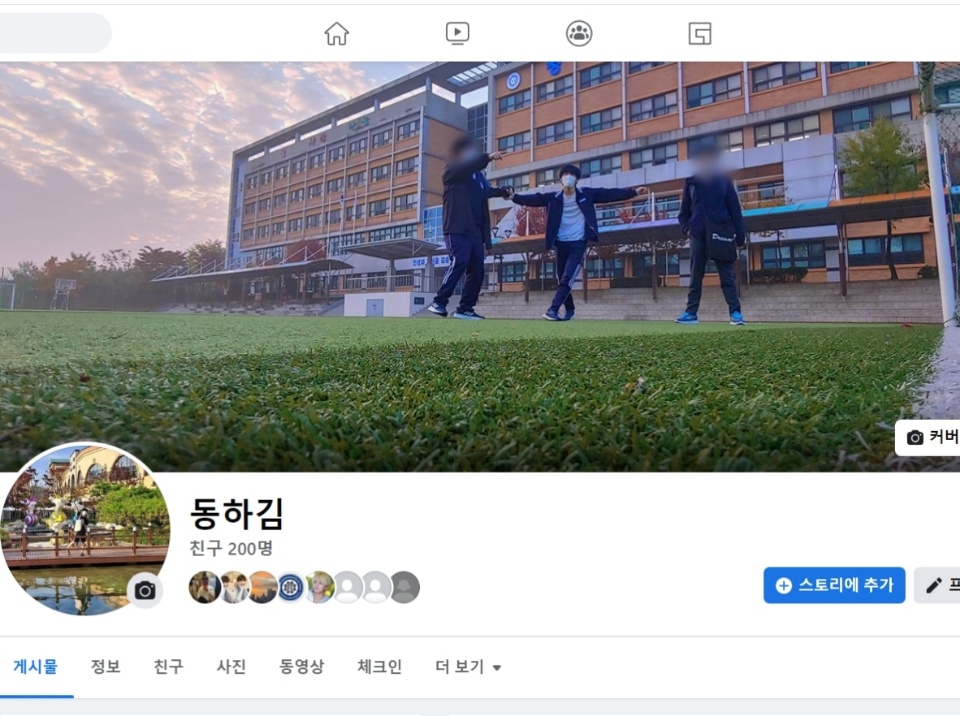 Dream
커버
동하김
친구 200명
스토리에 추가
프
게시물
정보
친구
사진
동영상
체크인
더 보기